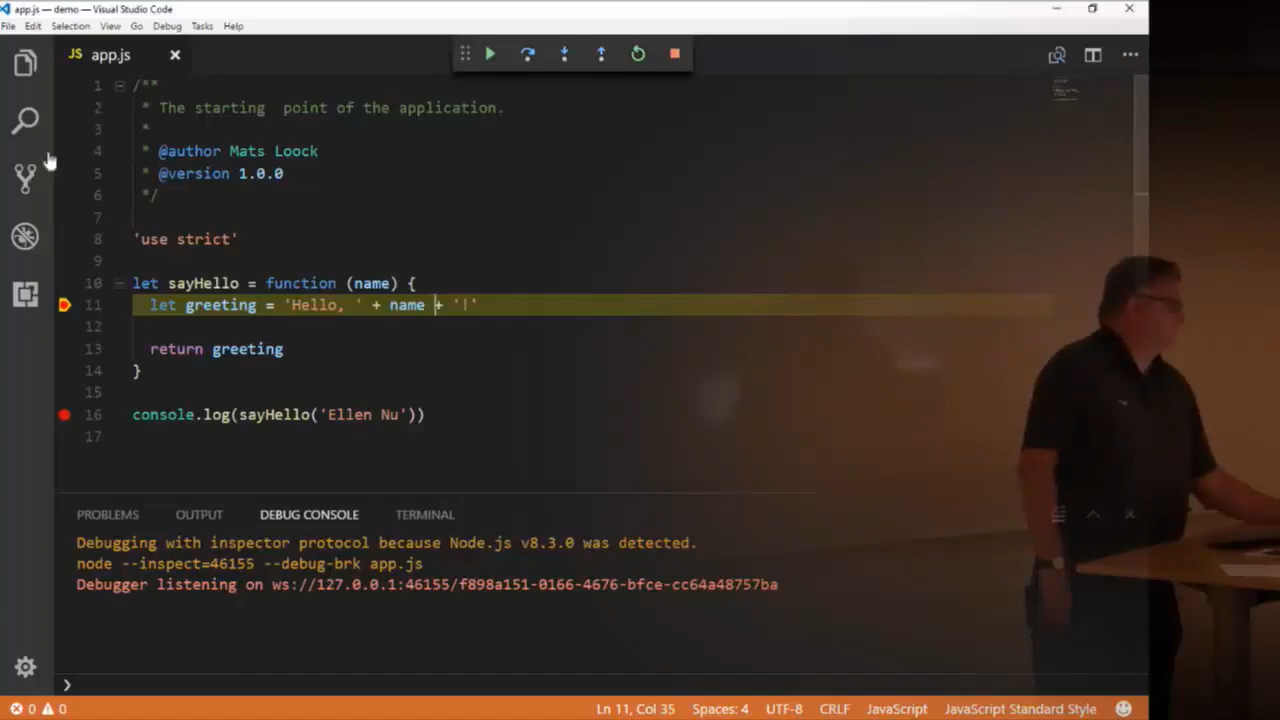 app.js — demo — Visual Studio Code
File Edit Selection View Go Debug Tasks Help
JS app.js
1 /**
2 * The starting  point of the application.
3 *
4 * @author Mats Loock
5 * @version 1.0.0
6 */
7
8 'use strict'
9
10 let sayHello = function (name) {
11 let greeting = 'Hello, ' + name + '!'
12
13 return greeting
14 }
15
16 console.log(sayHello('Ellen Nu'))
17
PROBLEMS OUTPUT DEBUG CONSOLE TERMINAL
Debugging with inspector protocol because Node.js v8.3.0 was detected.
node --inspect=46155 --debug-brk app.js
Debugger listening on ws://127.0.0.1:46155/f898a151-0166-4676-bfce-cc64a48757ba
0 0 Ln 11, Col 35 Spaces: 4 UTF-8 CRLF JavaScript JavaScript Standard Style